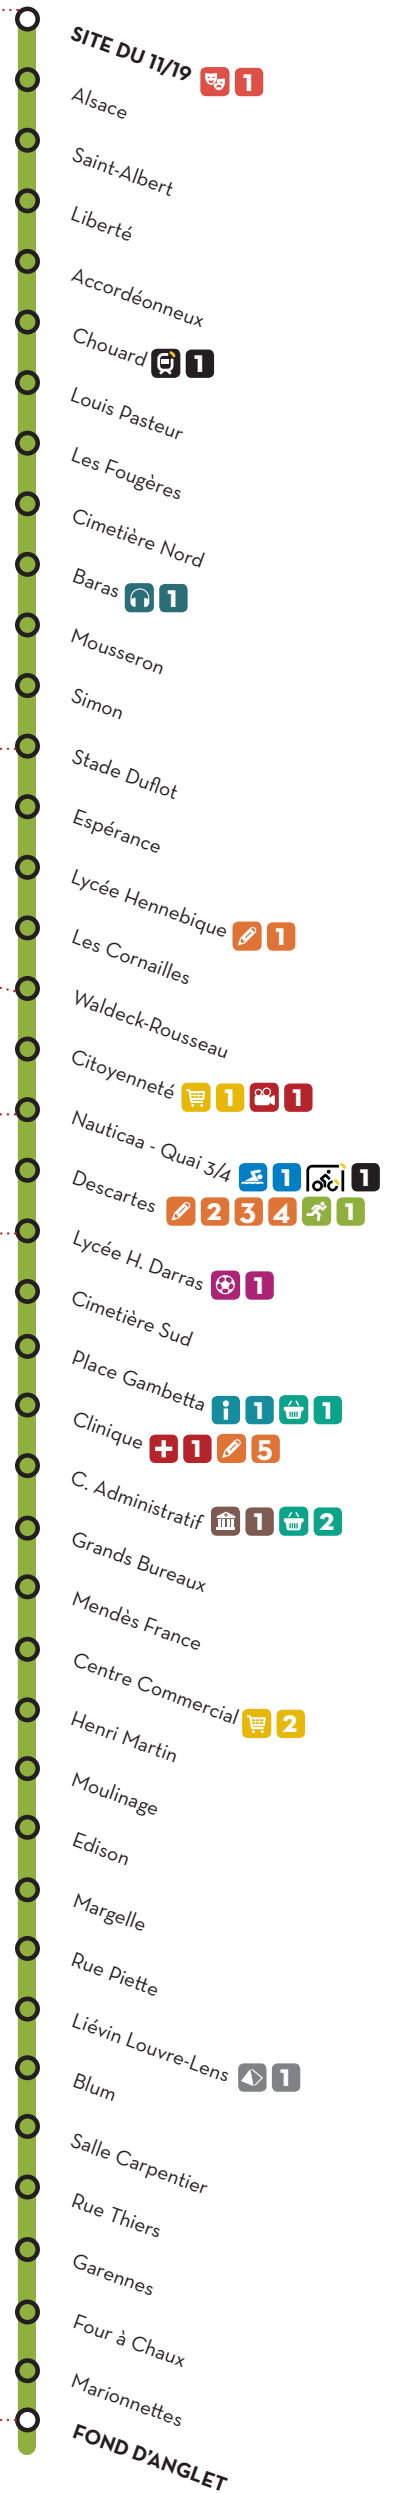 SITE DU 11/19 1
Alsace
Saint-Albert
Liberté
Accordéonneux
Chouard 1
Louis Pasteur
Les Fougères
Cimetière Nord
Baras 1
Mousseron
Simon
Stade Duflot
Espérance
Lycée Hennebique 1
Les Cornailles
Waldeck-Rousseau
Citoyenneté 1 1
Nauticaa - Quai 3/4 1 1
Descartes 2 3 4 1
Lycée H. Darras 1
Cimetière Sud
Place Gambetta i 1 1
Clinique 1 5
C. Administratif 1 2
Grands Bureaux
Mendès France
Centre Commercial 2
Henri Martin
Moulinage
Edison
Margelle
Rue Piette
Liévin Louvre-Lens 1
Blum
Salle Carpentier
Rue Thiers
Garennes
Four à Chaux
Marionnettes
FOND D'ANGLET